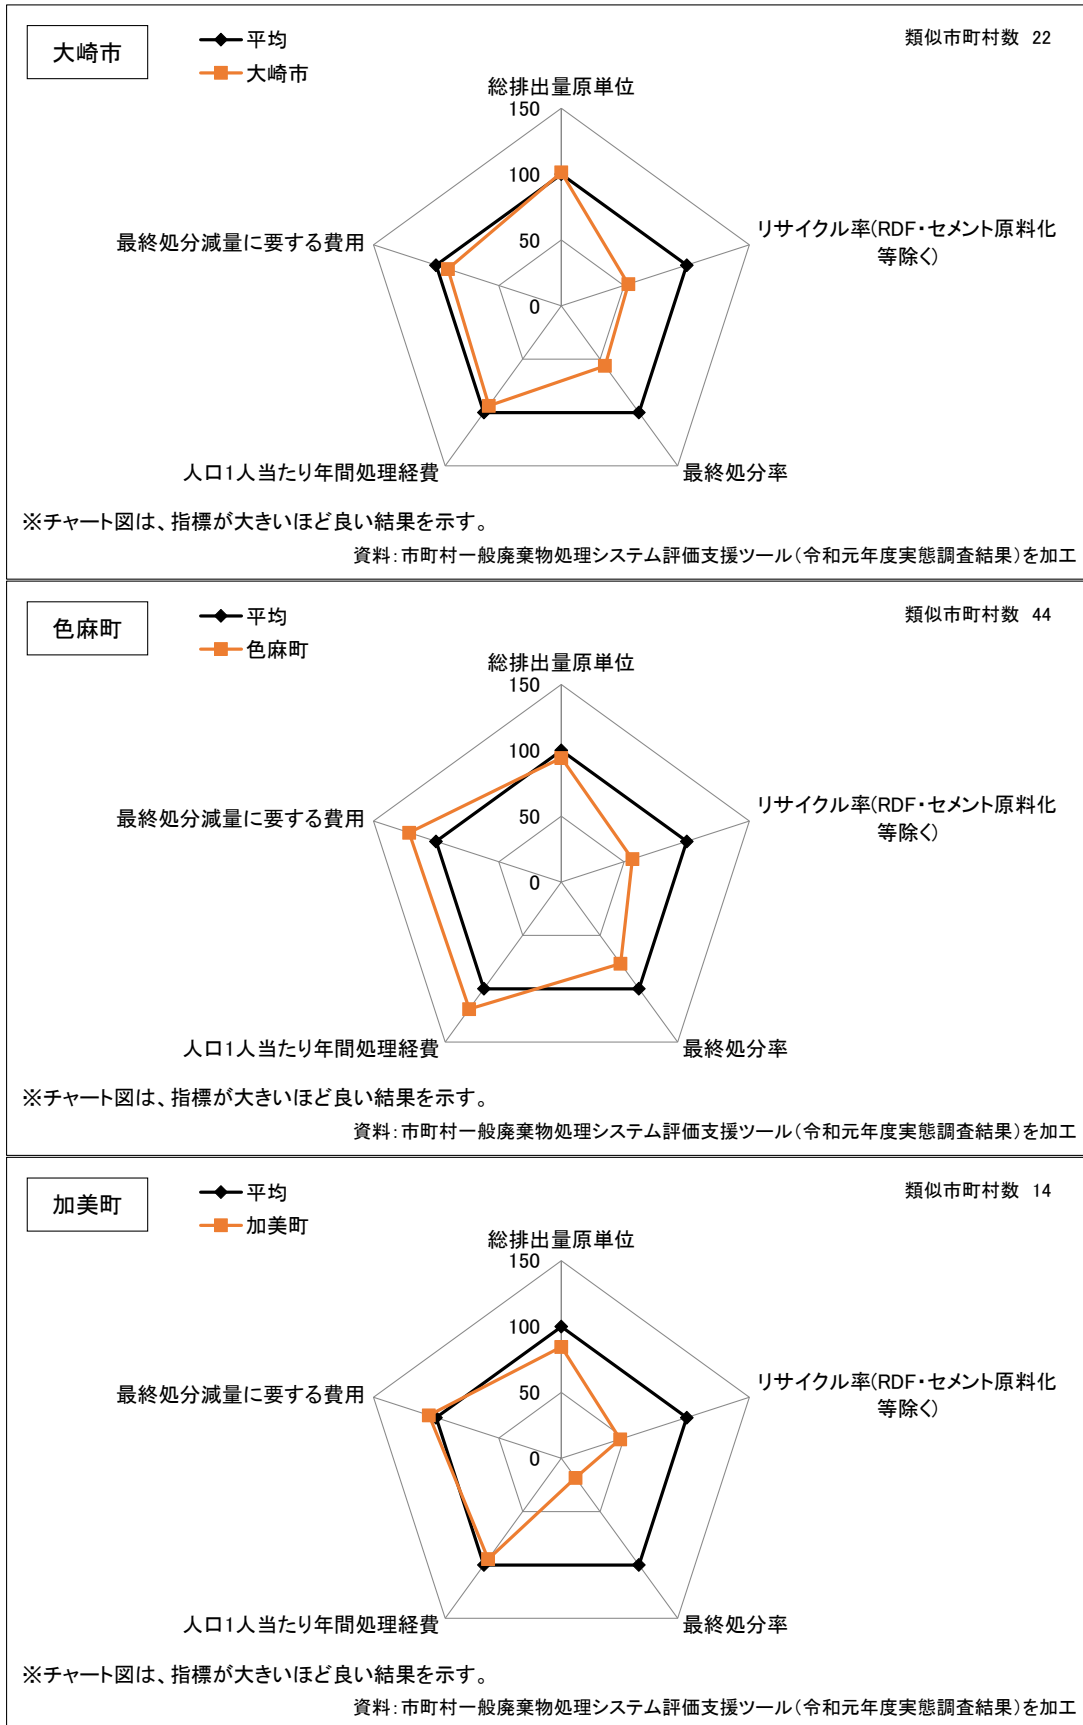 大崎市
平均
大崎市
類似市町村数 22
総排出量原単位
150
100
50
0
リサイクル率(RDF・セメント原料化
等除く)
最終処分減量に要する費用
人口1人当たり年間処理経費
最終処分率
※チャート図は、指標が大きいほど良い結果を示す。
資料:市町村一般廃棄物処理システム評価支援ツール(令和元年度実態調査結果)を加工
色麻町
平均
色麻町
類似市町村数 44
総排出量原単位
150
100
50
0
リサイクル率(RDF・セメント原料化
等除く)
最終処分減量に要する費用
人口1人当たり年間処理経費
最終処分率
※チャート図は、指標が大きいほど良い結果を示す。
資料:市町村一般廃棄物処理システム評価支援ツール(令和元年度実態調査結果)を加工
加美町
平均
加美町
類似市町村数 14
総排出量原単位
150
100
50
0
リサイクル率(RDF・セメント原料化
等除く)
最終処分減量に要する費用
人口1人当たり年間処理経費
最終処分率
※チャート図は、指標が大きいほど良い結果を示す。
資料:市町村一般廃棄物処理システム評価支援ツール(令和元年度実態調査結果)を加工